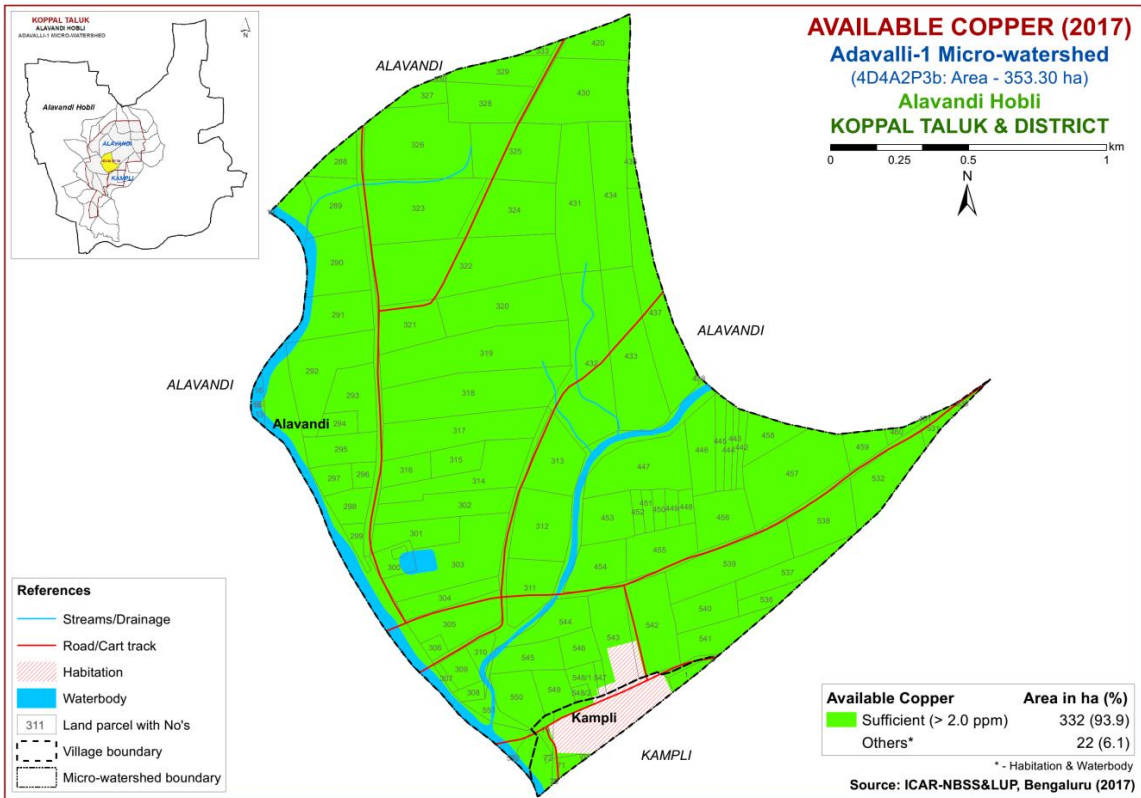 KOPPAL TALUK
ALAVANDI HOBLI
ADAVALLI-1 MICRO-WATERSHED
N
Alavandi Hobli
ALAVANDI
KAMPLI
AVAILABLE COPPER (2017)
Adavalli-1 Micro-watershed
(4D4A2P3b: Area - 353.30 ha)
Alavandi Hobli
KOPPAL TALUK & DISTRICT
0 0.25 0.5 1 km
N
ALAVANDI
420
329
430
327
328
326
325
288
434
431
289
323
324
290
322
320
291
321
437
ALAVANDI
319
433
432
292
ALAVANDI
318
293
Alavandi
294
317
295
313
445 443
444 442
446
458
459
457
297
296
316
315
314
447
532
298
302
451
452 450 449 448
453
456
538
299
301
312
455
539
300
303
454
537
304
311
540
536
305
544
542
543
541
306
310
545
546
309
307
548/1 547
308
549
548/2
550
Kampli
71
KAMPLI
References
Streams/Drainage
Road/Cart track
Habitation
Waterbody
311 Land parcel with No's
Village boundary
Micro-watershed boundary
Available Copper Area in ha (%)
Sufficient (> 2.0 ppm) 332 (93.9)
Others* 22 (6.1)
* - Habitation & Waterbody
Source: ICAR-NBSS&LUP, Bengaluru (2017)